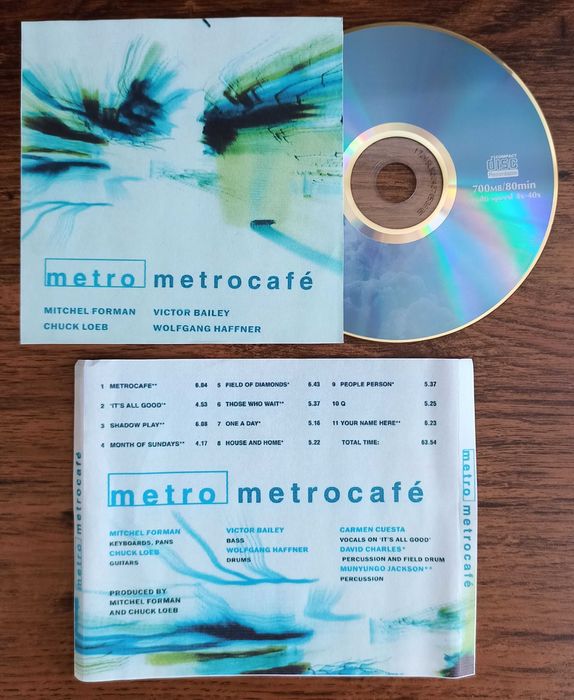 metro metrocafé
MITCHEL FORMAN VICTOR BAILEY
CHUCK LOEB WOLFGANG HAFFNER
COMPACT
disc
Recordable
700MB/80min
speed 4x-40x
1 METROCAFE** 6.04 5 FIELD OF DIAMONDS* 6.43 9 PEOPLE PERSON* 5.37
2 'IT'S ALL GOOD'* 4.53 6 THOSE WHO WAIT** 5.37 10 Q 5.25
3 SHADOW PLAY** 6.08 7 ONE A DAY* 5.16 11 YOUR NAME HERE** 6.23
4 MONTH OF SUNDAYS** 4.17 8 HOUSE AND HOME* 5.22 TOTAL TIME: 63.54
metro metrocafé
MITCHEL FORMAN
KEYBOARDS, PANS
CHUCK LOEB
GUITARS
PRODUCED BY
MITCHEL FORMAN
AND CHUCK LOEB
VICTOR BAILEY
BASS
WOLFGANG HAFFNER
DRUMS
CARMEN CUESTA
VOCALS ON 'IT'S ALL GOOD'
DAVID CHARLES*
PERCUSSION AND FIELD DRUM
MUNYUNGO JACKSON**
PERCUSSION
metro metrocafé
metro metrocafé